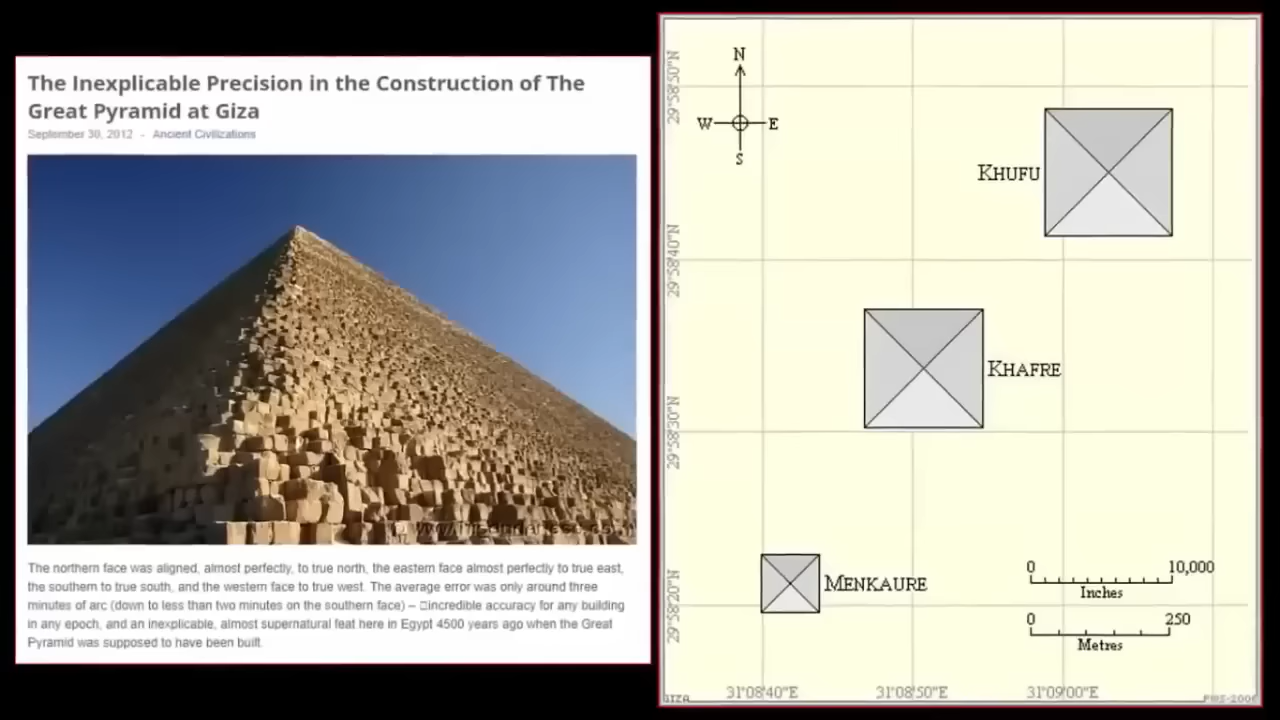 The Inexplicable Precision in the Construction of The
Great Pyramid at Giza
September 30, 2012 - Ancient Civilizations
The northern face was aligned, almost perfectly, to true north, the eastern face almost perfectly to true east,
the southern to true south, and the western face to true west. The average error was only around three
minutes of arc (down to less than two minutes on the southern face) – □incredible accuracy for any building
in any epoch, and an inexplicable, almost supernatural feat here in Egypt 4500 years ago when the Great
Pyramid was supposed to have been built.
N
W E
S
KHUFU
KHAFRE
MENKAURE
29°58'50"N
29°58'40"N
29°58'30"N
29°58'20"N
0 10,000
Inches
0 250
Metres
31°08'40"E 31°08'50"E 31°09'00"E
GIZA